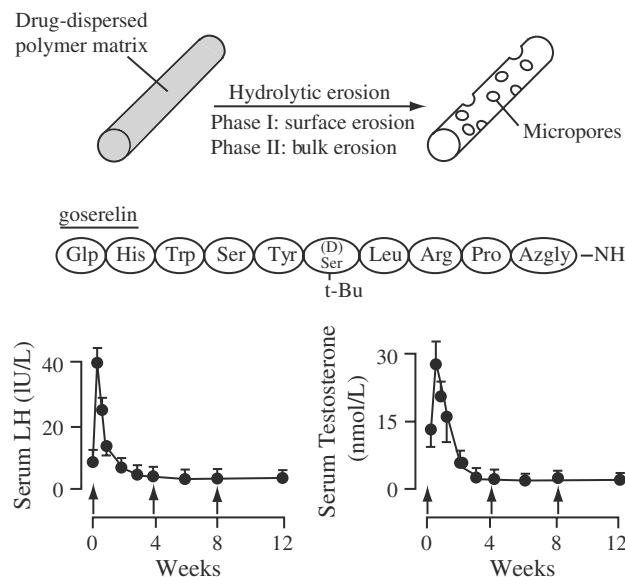 Drug-dispersed
polymer matrix
Hydrolytic erosion
Phase I: surface erosion
Phase II: bulk erosion
Micropores
goserelin
Glp His Trp Ser Tyr (D) Ser Leu Arg Pro Azgly –NH
t-Bu
Serum LH (lU/L)
40
20
0
0 4 8 12
Weeks
Serum Testosterone
(nmol/L)
30
15
0
0 4 8 12
Weeks